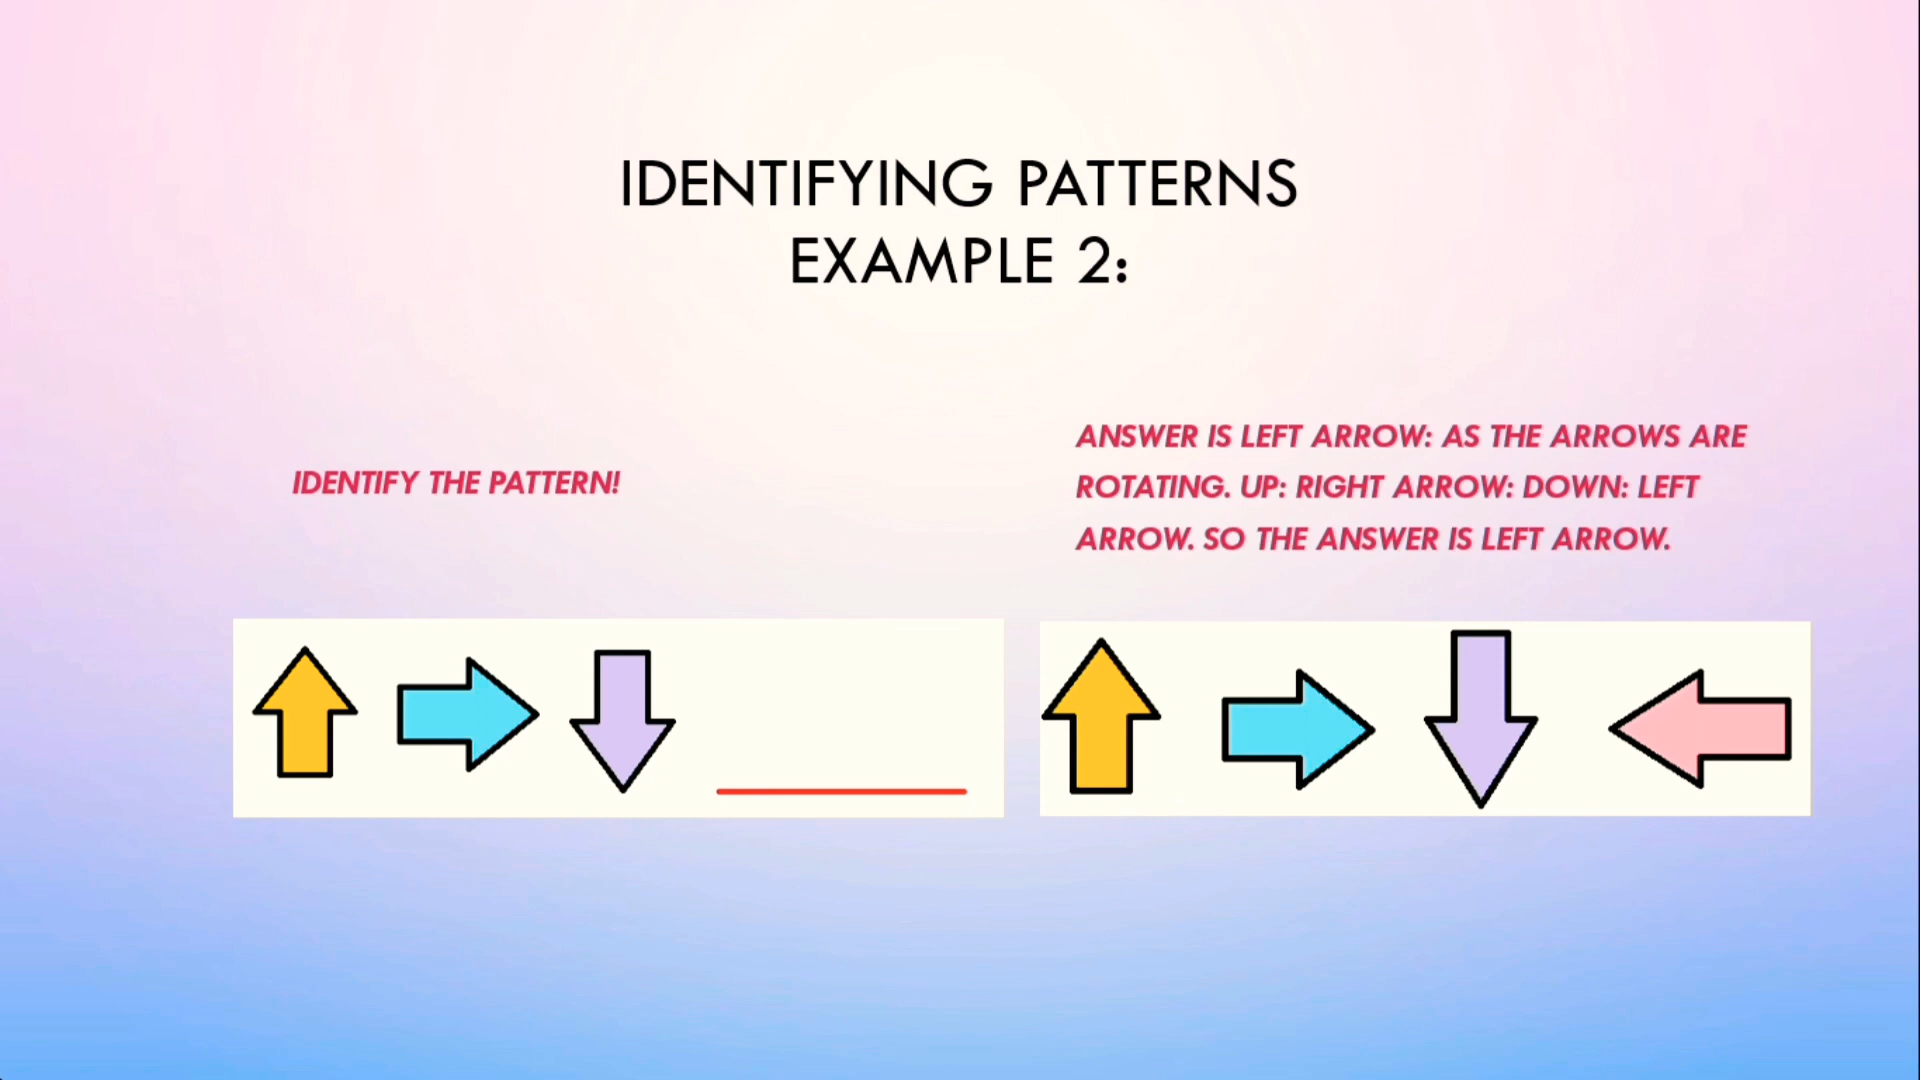 IDENTIFYING PATTERNS
EXAMPLE 2:
IDENTIFY THE PATTERN!
ANSWER IS LEFT ARROW: AS THE ARROWS ARE
ROTATING. UP: RIGHT ARROW: DOWN: LEFT
ARROW. SO THE ANSWER IS LEFT ARROW.